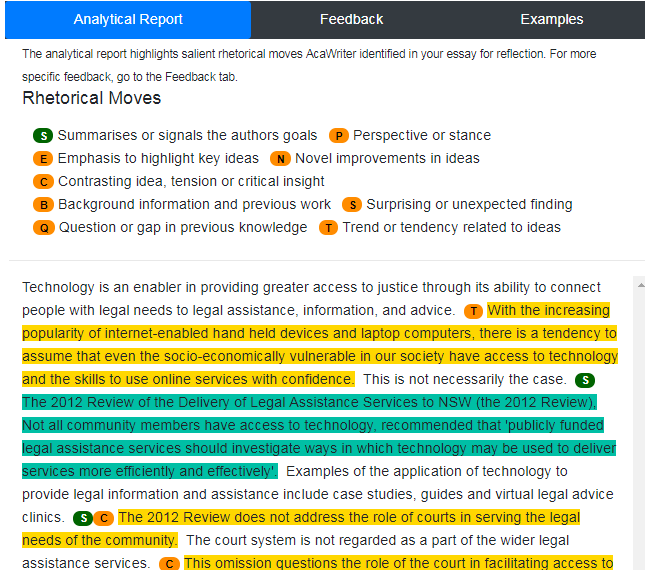 Analytical Report Feedback Examples
The analytical report highlights salient rhetorical moves AcaWriter identified in your essay for reflection. For more
specific feedback, go to the Feedback tab.
Rhetorical Moves
S Summarises or signals the authors goals P Perspective or stance
E Emphasis to highlight key ideas N Novel improvements in ideas
C Contrasting idea, tension or critical insight
B Background information and previous work S Surprising or unexpected finding
Q Question or gap in previous knowledge T Trend or tendency related to ideas
Technology is an enabler in providing greater access to justice through its ability to connect
people with legal needs to legal assistance, information, and advice. T With the increasing
popularity of internet-enabled hand held devices and laptop computers, there is a tendency to
assume that even the socio-economically vulnerable in our society have access to technology
and the skills to use online services with confidence. This is not necessarily the case. S
The 2012 Review of the Delivery of Legal Assistance Services to NSW (the 2012 Review),
Not all community members have access to technology, recommended that 'publicly funded
legal assistance services should investigate ways in which technology may be used to deliver
services more efficiently and effectively'. Examples of the application of technology to
provide legal information and assistance include case studies, guides and virtual legal advice
clinics. S C The 2012 Review does not address the role of courts in serving the legal
needs of the community. The court system is not regarded as a part of the wider legal
assistance services. C This omission questions the role of the court in facilitating access to